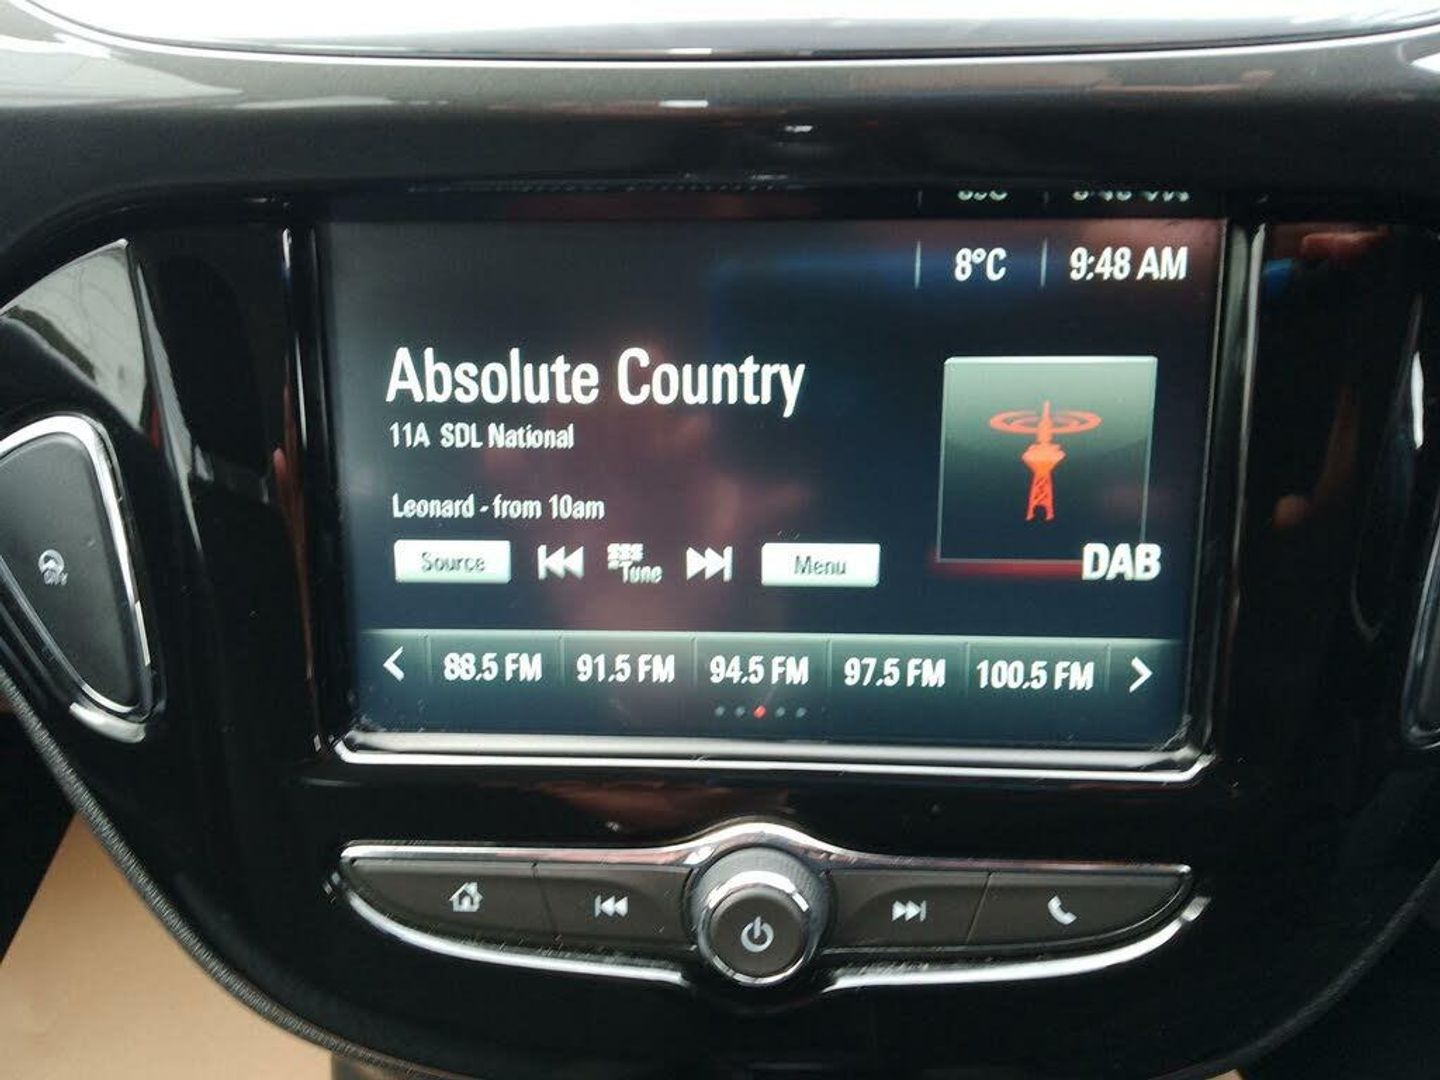 8°C 9:48 AM
Absolute Country
11A SDL National
Leonard - from 10am
Source Tune Menu
DAB
88.5 FM 91.5 FM 94.5 FM 97.5 FM 100.5 FM